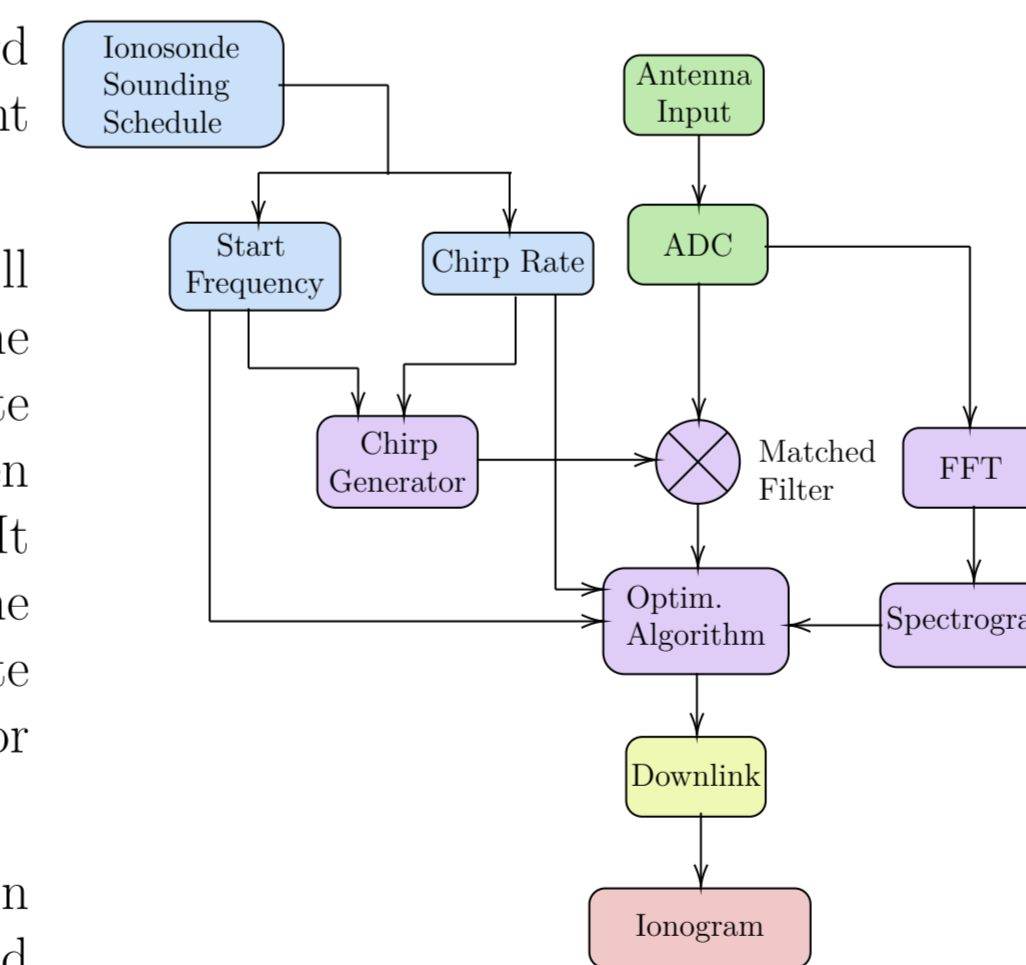 Ionosonde
Sounding
Schedule
Antenna
Input
Start
Frequency
Chirp Rate
ADC
Chirp
Generator
Matched
Filter
FFT
Optim.
Algorithm
Downlink
Ionogram